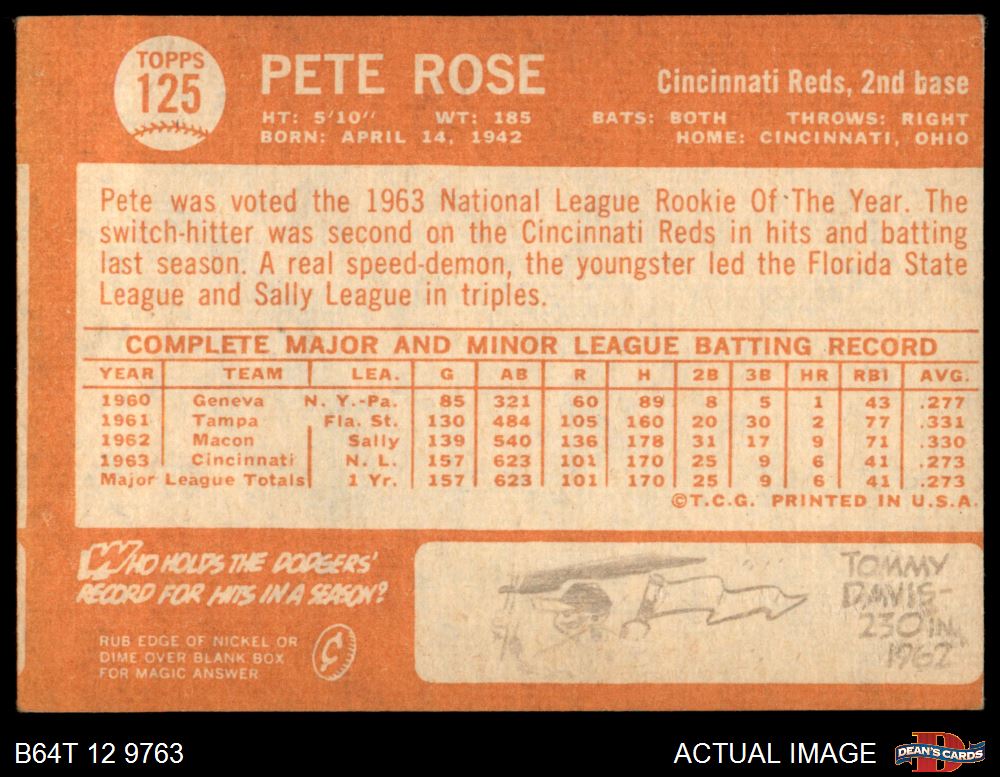 TOPPS
125
PETE ROSE
Cincinnati Reds, 2nd base
HT: 5'10" WT: 185 BATS: BOTH THROWS: RIGHT
BORN: APRIL 14, 1942 HOME: CINCINNATI, OHIO
Pete was voted the 1963 National League Rookie Of The Year. The
switch-hitter was second on the Cincinnati Reds in hits and batting
last season. A real speed-demon, the youngster led the Florida State
League and Sally League in triples.
COMPLETE MAJOR AND MINOR LEAGUE BATTING RECORD
YEAR TEAM LEA. G AB R H 2B 3B HR RBI AVG.
1960 Geneva N. Y.-Pa. 85 321 60 89 8 5 1 43 .277
1961 Tampa Fla. St. 130 484 105 160 20 30 2 77 .331
1962 Macon Sally 139 540 136 178 31 17 9 71 .330
1963 Cincinnati N. L. 157 623 101 170 25 9 6 41 .273
Major League Totals 1 Yr. 157 623 101 170 25 9 6 41 .273
©T.C.G. PRINTED IN U.S.A.
WHO HOLDS THE DODGERS'
RECORD FOR HITS IN A SEASON?
RUB EDGE OF NICKEL OR
DIME OVER BLANK BOX
FOR MAGIC ANSWER
¢
TOMMY
DAVIS-
230 IN
1962
B64T 12 9763
ACTUAL IMAGE
D
DEAN'S CARDS